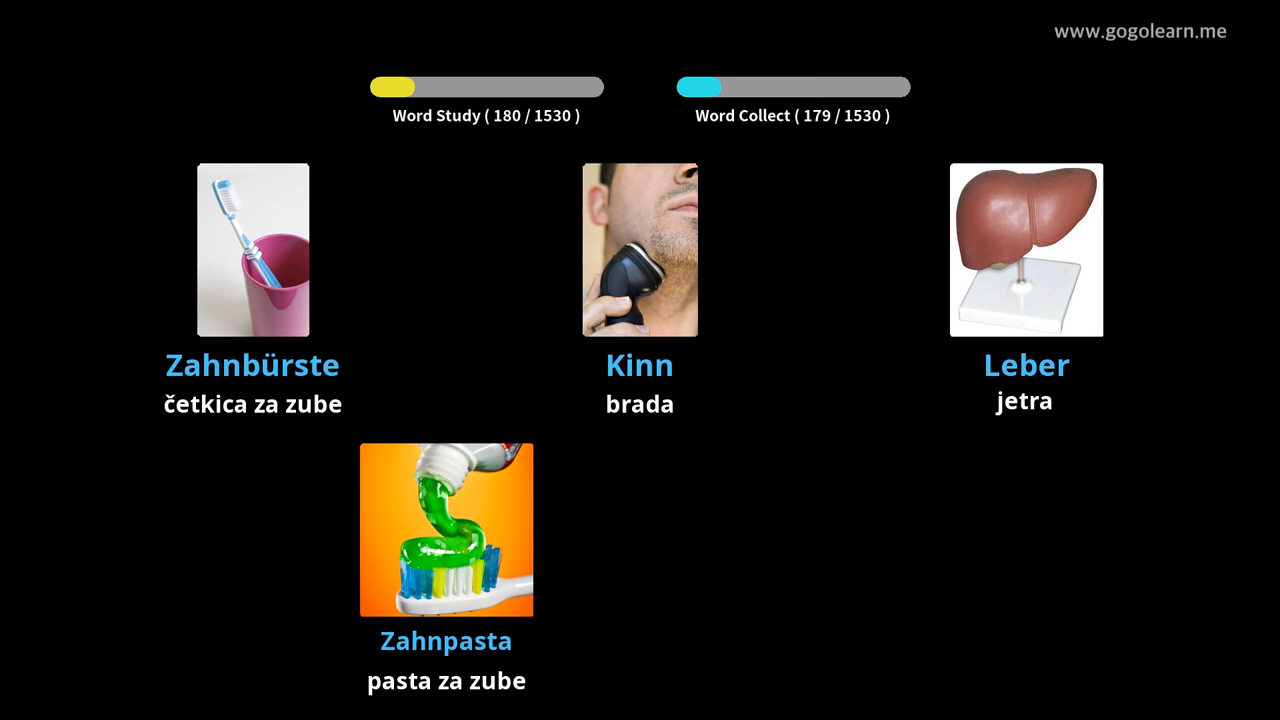 www.gogolearn.me
Word Study ( 180 / 1530 )
Word Collect ( 179 / 1530 )
Zahnbürste
četkica za zube
Kinn
brada
Leber
jetra
Zahnpasta
pasta za zube